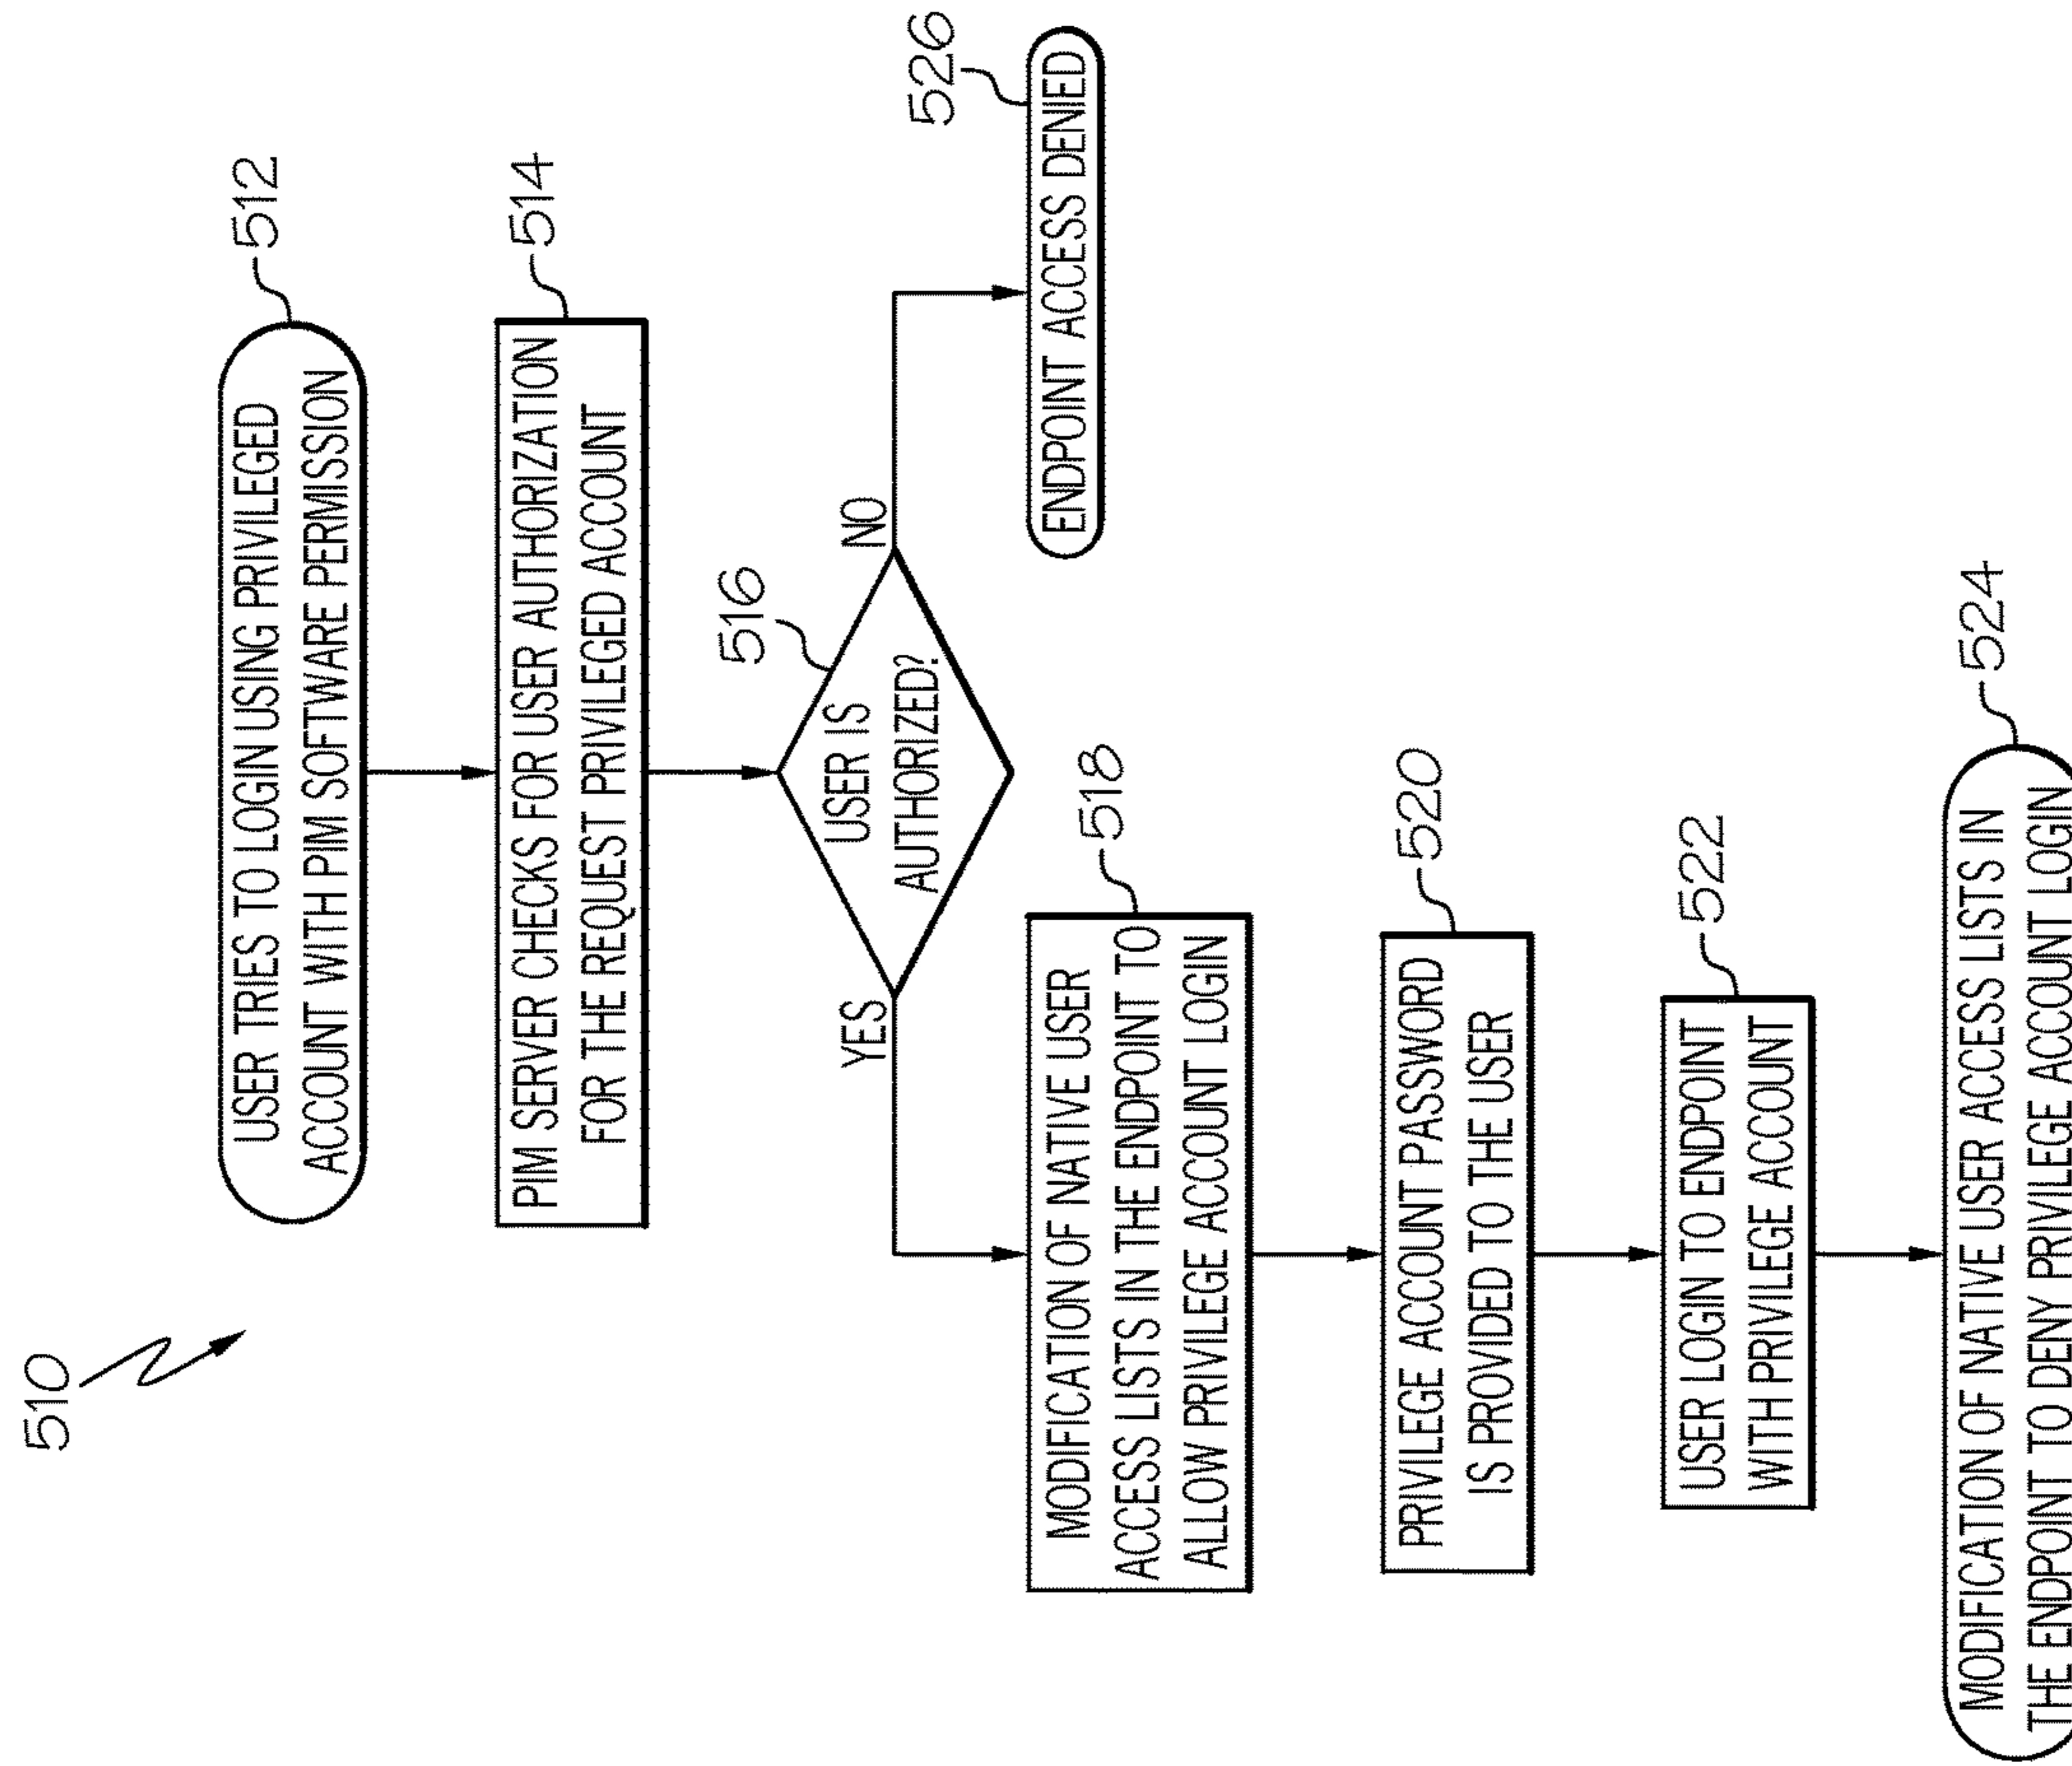 510
512
USER TRIES TO LOGIN USING PRIVILEGED
ACCOUNT WITH PIM SOFTWARE PERMISSION
514
PIM SERVER CHECKS FOR USER AUTHORIZATION
FOR THE REQUEST PRIVILEGED ACCOUNT
516
USER IS
AUTHORIZED?
YES
NO
518
MODIFICATION OF NATIVE USER
ACCESS LISTS IN THE ENDPOINT TO
ALLOW PRIVILEGE ACCOUNT LOGIN
526
ENDPOINT ACCESS DENIED
520
PRIVILEGE ACCOUNT PASSWORD
IS PROVIDED TO THE USER
522
USER LOGIN TO ENDPOINT
WITH PRIVILEGE ACCOUNT
524
MODIFICATION OF NATIVE USER ACCESS LISTS IN
THE ENDPOINT TO DENY PRIVILEGE ACCOUNT LOGIN